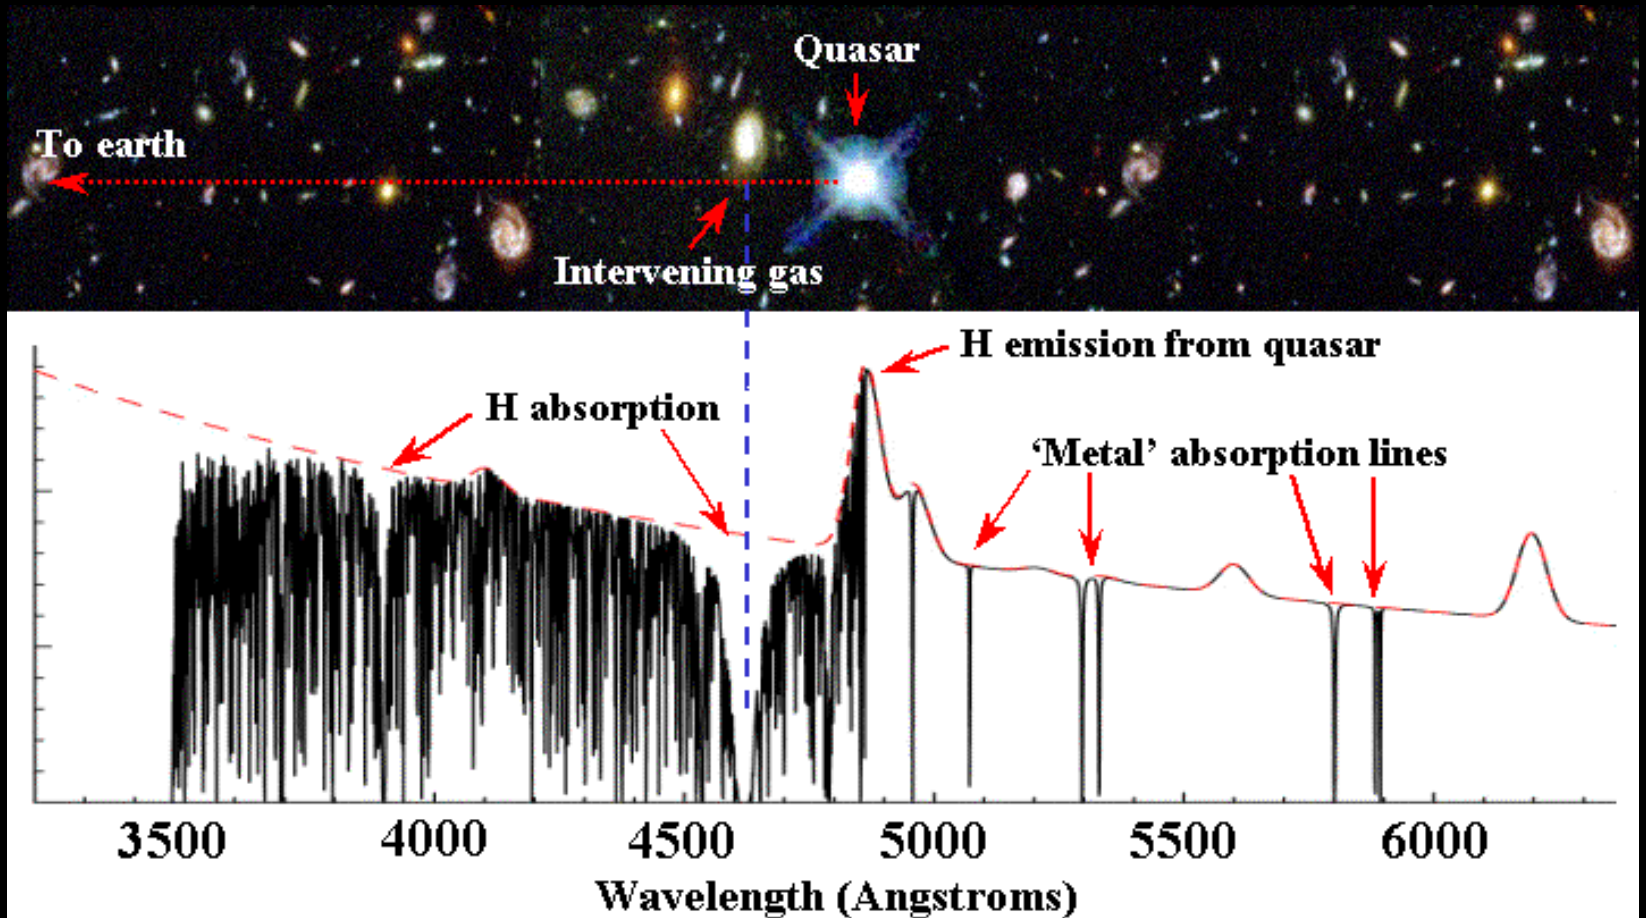 Quasar
To earth
Intervening gas
H emission from quasar
H absorption
‘Metal’ absorption lines
3500 4000 4500 5000 5500 6000
Wavelength (Angstroms)